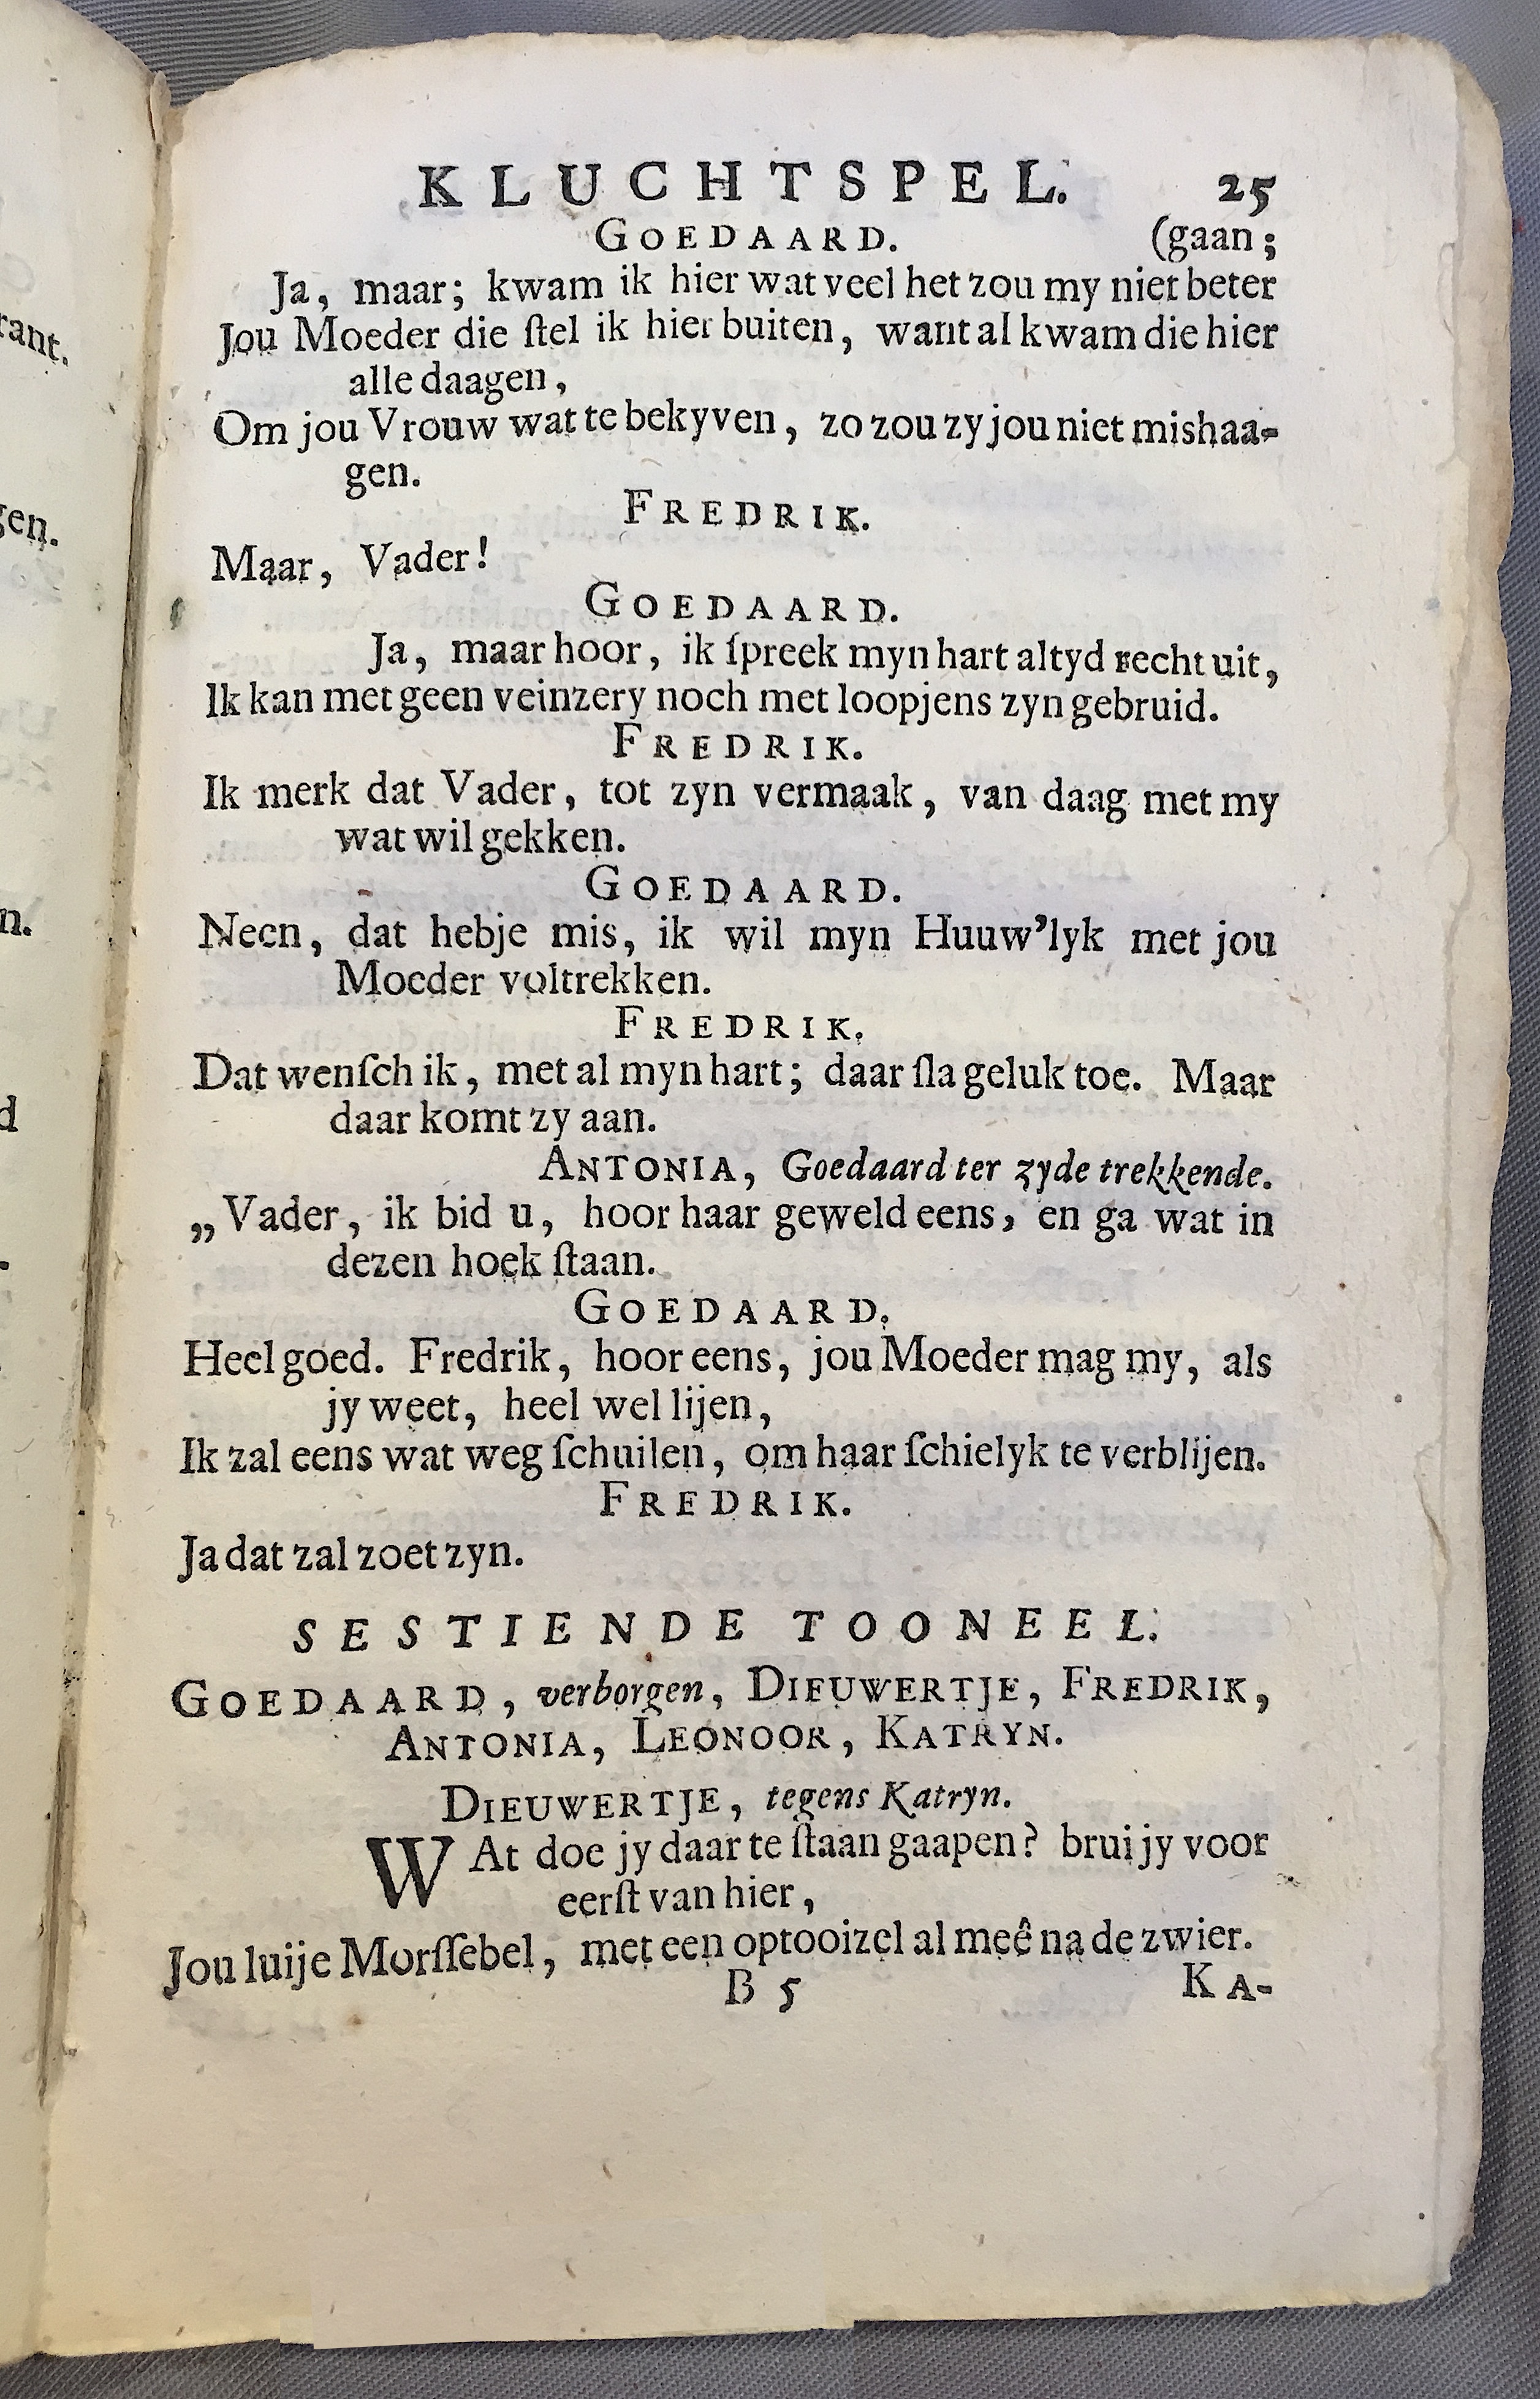 KLUCHTSPEL. 25
GOEDAARD. (gaan;
Ja, maar; kwam ik hier wat veel het zou my niet beter
Jou Moeder die ſtel ik hier buiten, want al kwam die hier
alle daagen,
Om jou Vrouw wat te bekyven, zo zou zy jou niet mishaa-
gen.
FREDRIK.
Maar, Vader!
GOEDAARD.
Ja, maar hoor, ik ſpreek myn hart altyd recht uit,
Ik kan met geen veinzery noch met loopjens zyn gebruid.
FREDRIK.
Ik merk dat Vader, tot zyn vermaak, van daag met my
wat wil gekken.
GOEDAARD.
Neen, dat hebje mis, ik wil myn Huuw'lyk met jou
Moeder voltrekken.
FREDRIK.
Dat wenſch ik, met al myn hart; daar ſla geluk toe. Maar
daar komt zy aan.
ANTONIA, Goedaard ter zyde trekkende.
„Vader, ik bid u, hoor haar geweld eens, en ga wat in
dezen hoek ſtaan.
GOEDAARD.
Heel goed. Fredrik, hoor eens, jou Moeder mag my, als
jy weet, heel wel lijen,
Ik zal eens wat weg ſchuilen, om haar ſchielyk te verblijen.
FREDRIK.
Ja dat zal zoet zyn.
SESTIENDE TOONEEL.
GOEDAARD, verborgen, DIEUWERTJE, FREDRIK,
ANTONIA, LEONOOR, KATRYN.
DIEUWERTJE, tegens Katryn.
WAt doe jy daar te ſtaan gaapen? brui jy voor
eerſt van hier,
Jou luije Morſſebel, met een optooizel al meê na de zwier.
B 5 KA-